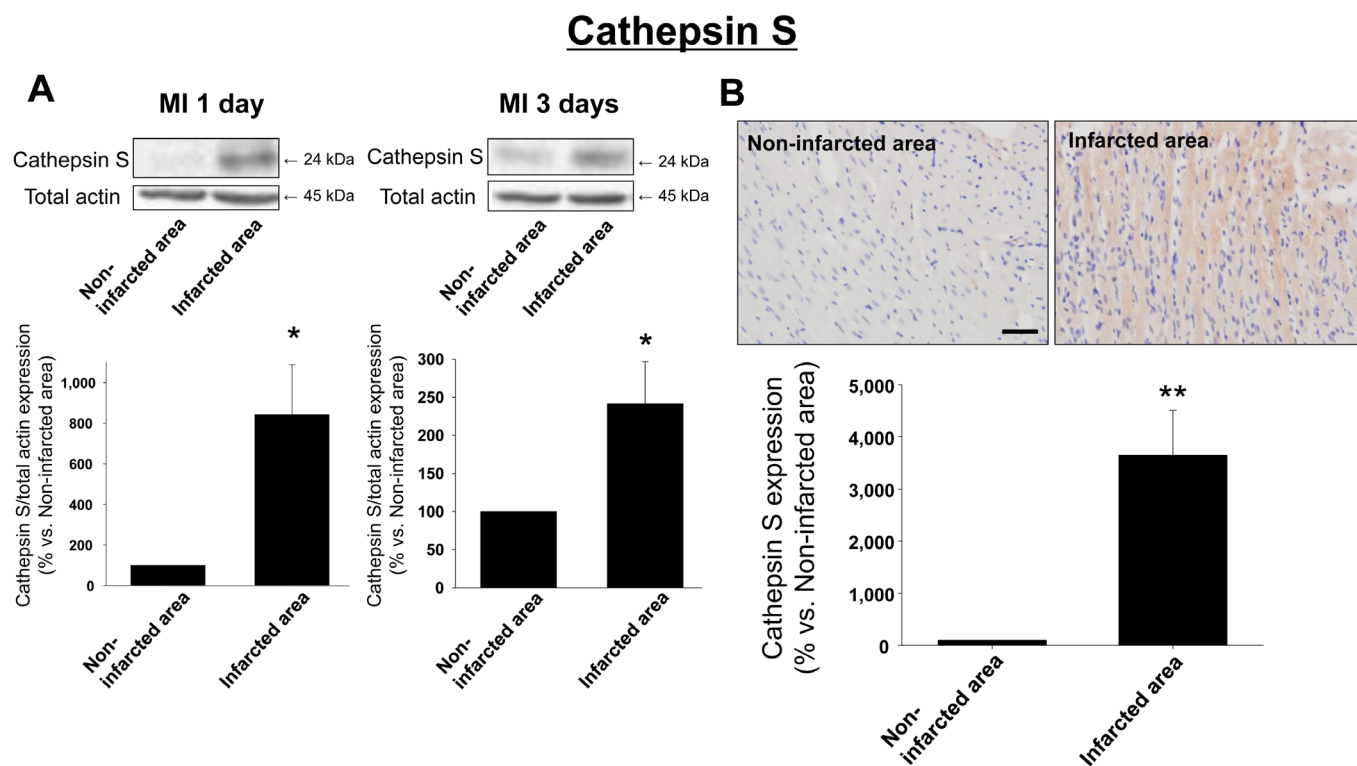 Cathepsin S
A
MI 1 day
Cathepsin S
← 24 kDa
Total actin
← 45 kDa
Non-
infarcted area
Infarcted area
Cathepsin S/total actin expression
(% vs. Non-infarcted area)
1,000
800
600
400
200
0
*
Non-
infarcted area
Infarcted area
MI 3 days
Cathepsin S
← 24 kDa
Total actin
← 45 kDa
Non-
infarcted area
Infarcted area
Cathepsin S/total actin expression
(% vs. Non-infarcted area)
300
250
200
150
100
50
0
*
Non-
infarcted area
Infarcted area
B
Non-infarcted area
Infarcted area
Cathepsin S expression
(% vs. Non-infarcted area)
5,000
4,000
3,000
2,000
1,000
0
**
Non-
infarcted area
Infarcted area